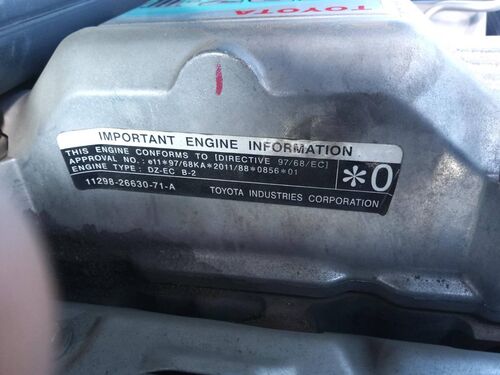 TOYOTA
IMPORTANT ENGINE INFORMATION
THIS ENGINE CONFORMS TO [DIRECTIVE 97/68/EC]
APPROVAL NO.: e11*97/68KA*2011/88*0856*01
ENGINE TYPE: DZ-EC B-2
*0
11298-26630-71-A TOYOTA INDUSTRIES CORPORATION